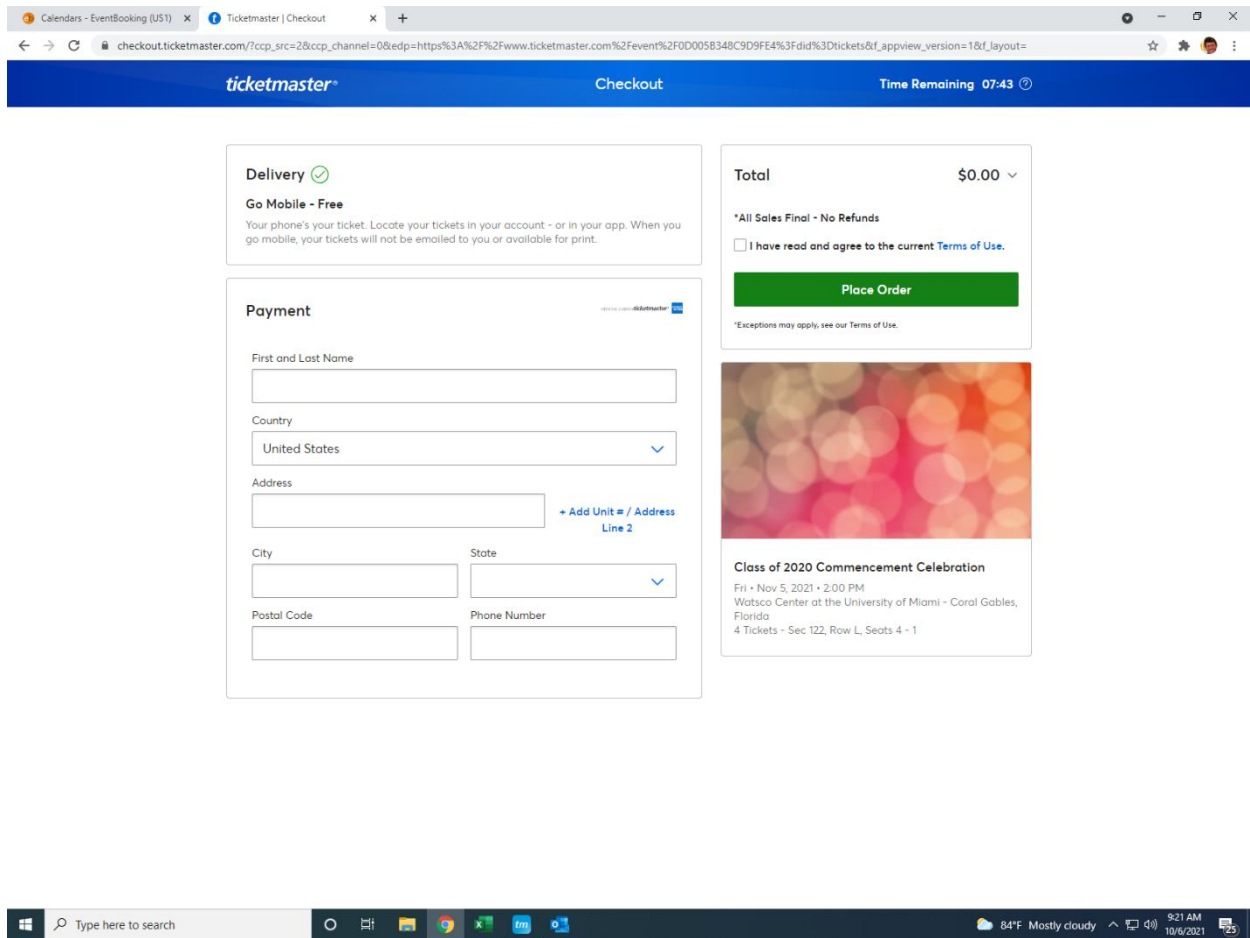 Calendars - EventBooking (US1)
Ticketmaster | Checkout
checkout.ticketmaster.com/?ccp_src=2&ccp_channel=0&edp=https%3A%2F%2Fwww.ticketmaster.com%2Fevent%2F0D005B348C9D9FE4%3Fdid%3Dtickets&f_appview_version=1&f_layout=
ticketmaster®
Checkout
Time Remaining 07:43
Delivery
Go Mobile - Free
Your phone's your ticket. Locate your tickets in your account - or in your app. When you
go mobile, your tickets will not be emailed to you or available for print.
Payment
ticketmaster
First and Last Name
Country
United States
Address
+ Add Unit # / Address
Line 2
City
State
Postal Code
Phone Number
Total
$0.00
*All Sales Final - No Refunds
I have read and agree to the current Terms of Use.
Place Order
*Exceptions may apply, see our Terms of Use.
Class of 2020 Commencement Celebration
Fri • Nov 5, 2021 • 2:00 PM
Watsco Center at the University of Miami - Coral Gables,
Florida
4 Tickets - Sec 122, Row L, Seats 4 - 1
Type here to search
tm
84°F Mostly cloudy
9:21 AM
10/6/2021
25